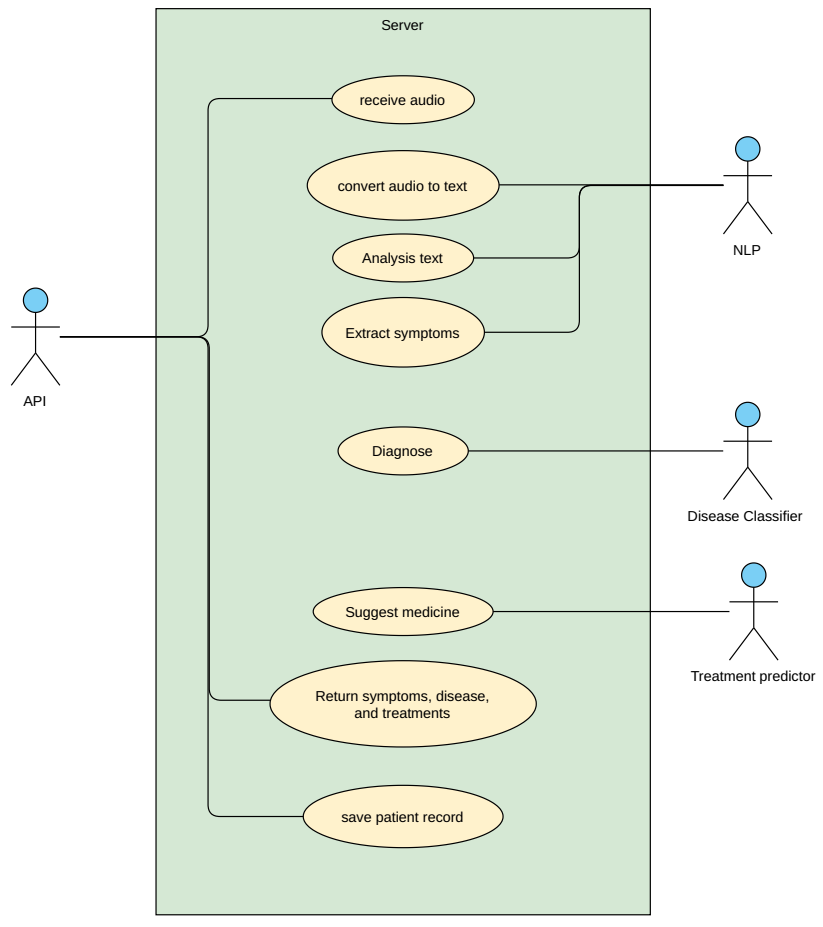 Server
receive audio
convert audio to text
NLP
Analysis text
Extract symptoms
API
Diagnose
Disease Classifier
Suggest medicine
Treatment predictor
Return symptoms, disease,
and treatments
save patient record